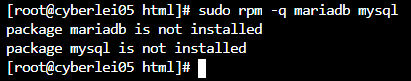 [root@cyberlei05 html]# sudo rpm -q mariadb mysql
package mariadb is not installed
package mysql is not installed
[root@cyberlei05 html]#